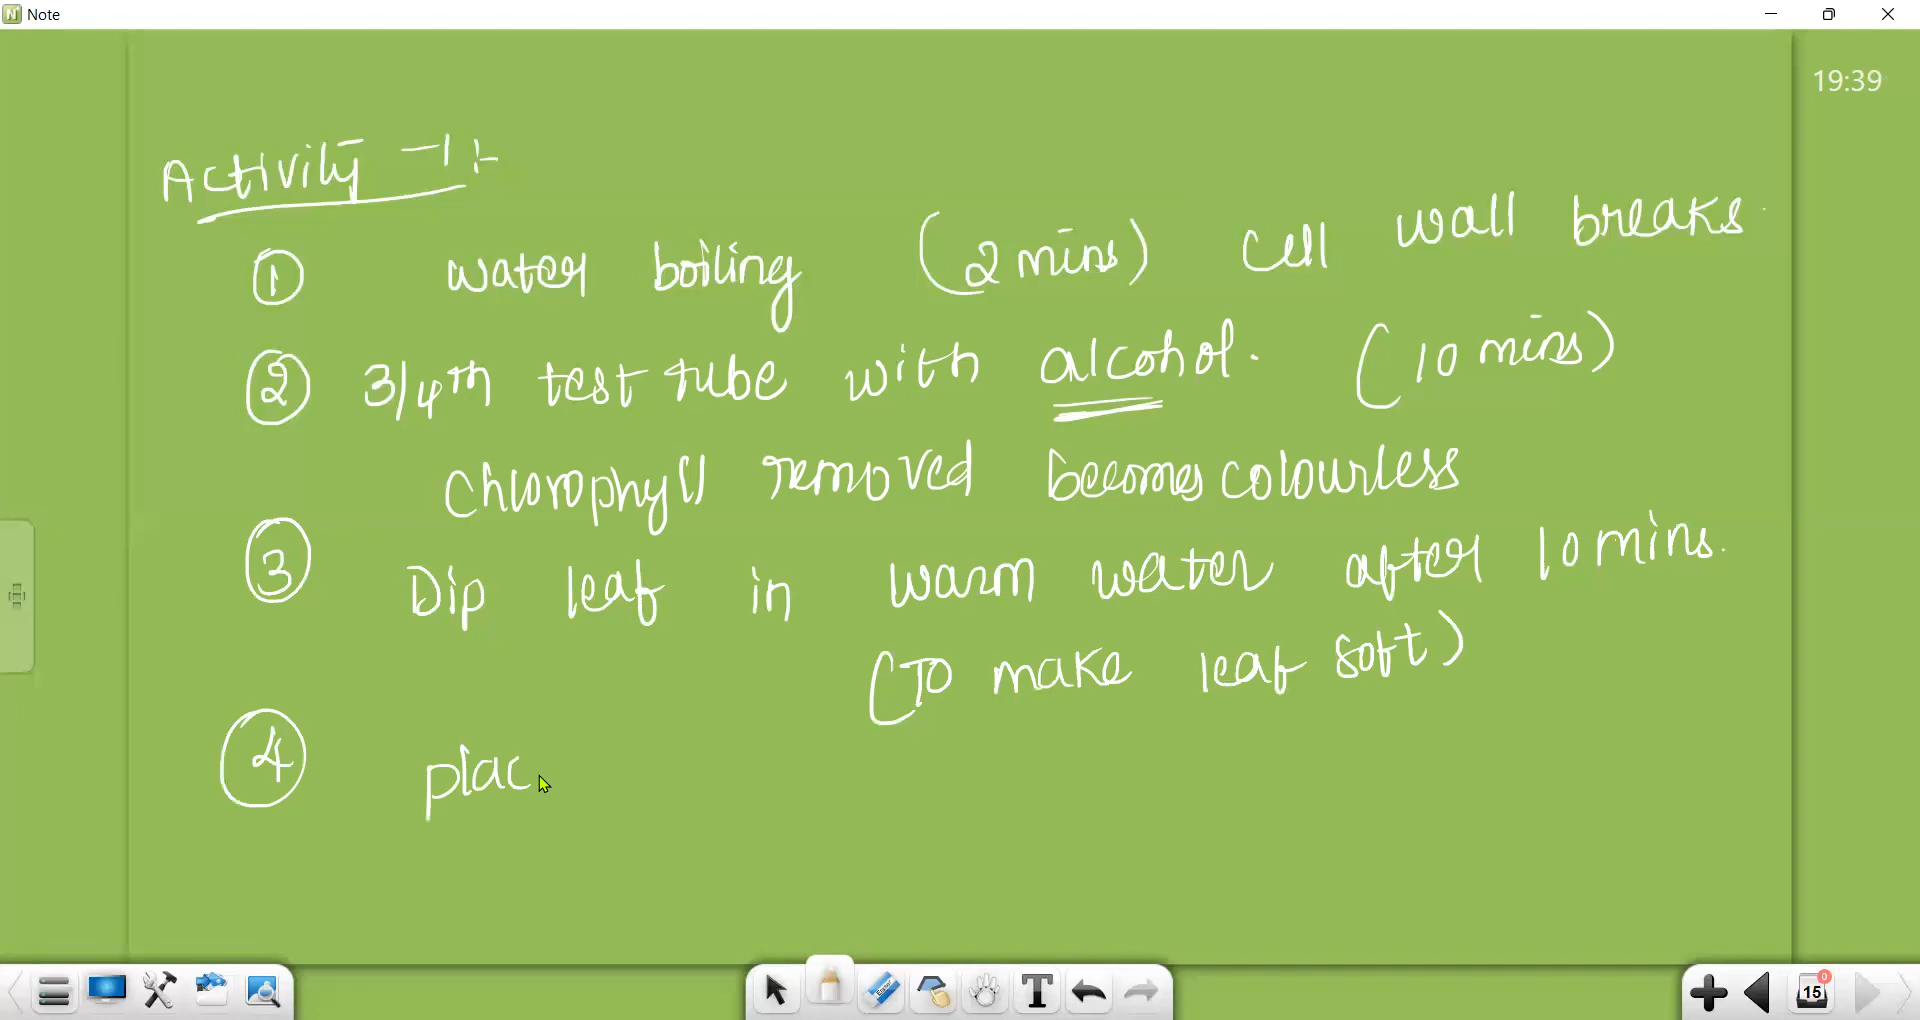 Note
19:39
Activity -1 :-
① water boiling (2 mins) cell wall breaks.
② 3/4th test tube with alcohol. (10 mins)
chlorophyll removed becomes colourless
③ Dip leaf in warm water after 10 mins.
(To make leaf soft)
④ plac
Eraser T 0 15